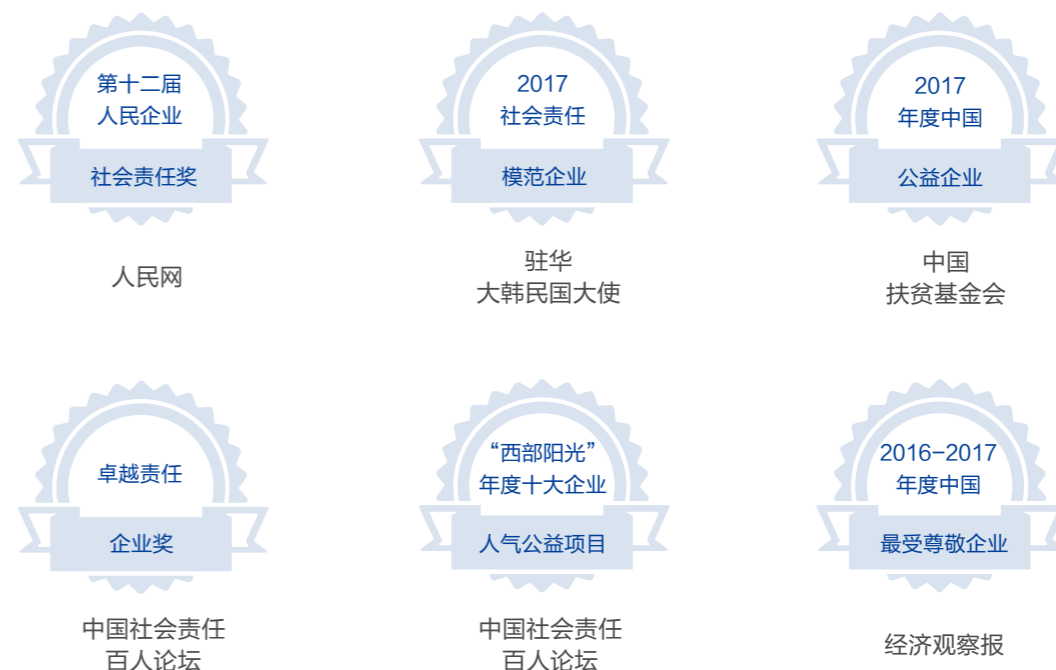 第十二届
人民企业
社会责任奖
人民网
2017
社会责任
模范企业
驻华
大韩民国大使
2017
年度中国
公益企业
中国
扶贫基金会
卓越责任
企业奖
中国社会责任
百人论坛
“西部阳光”
年度十大企业
人气公益项目
中国社会责任
百人论坛
2016-2017
年度中国
最受尊敬企业
经济观察报